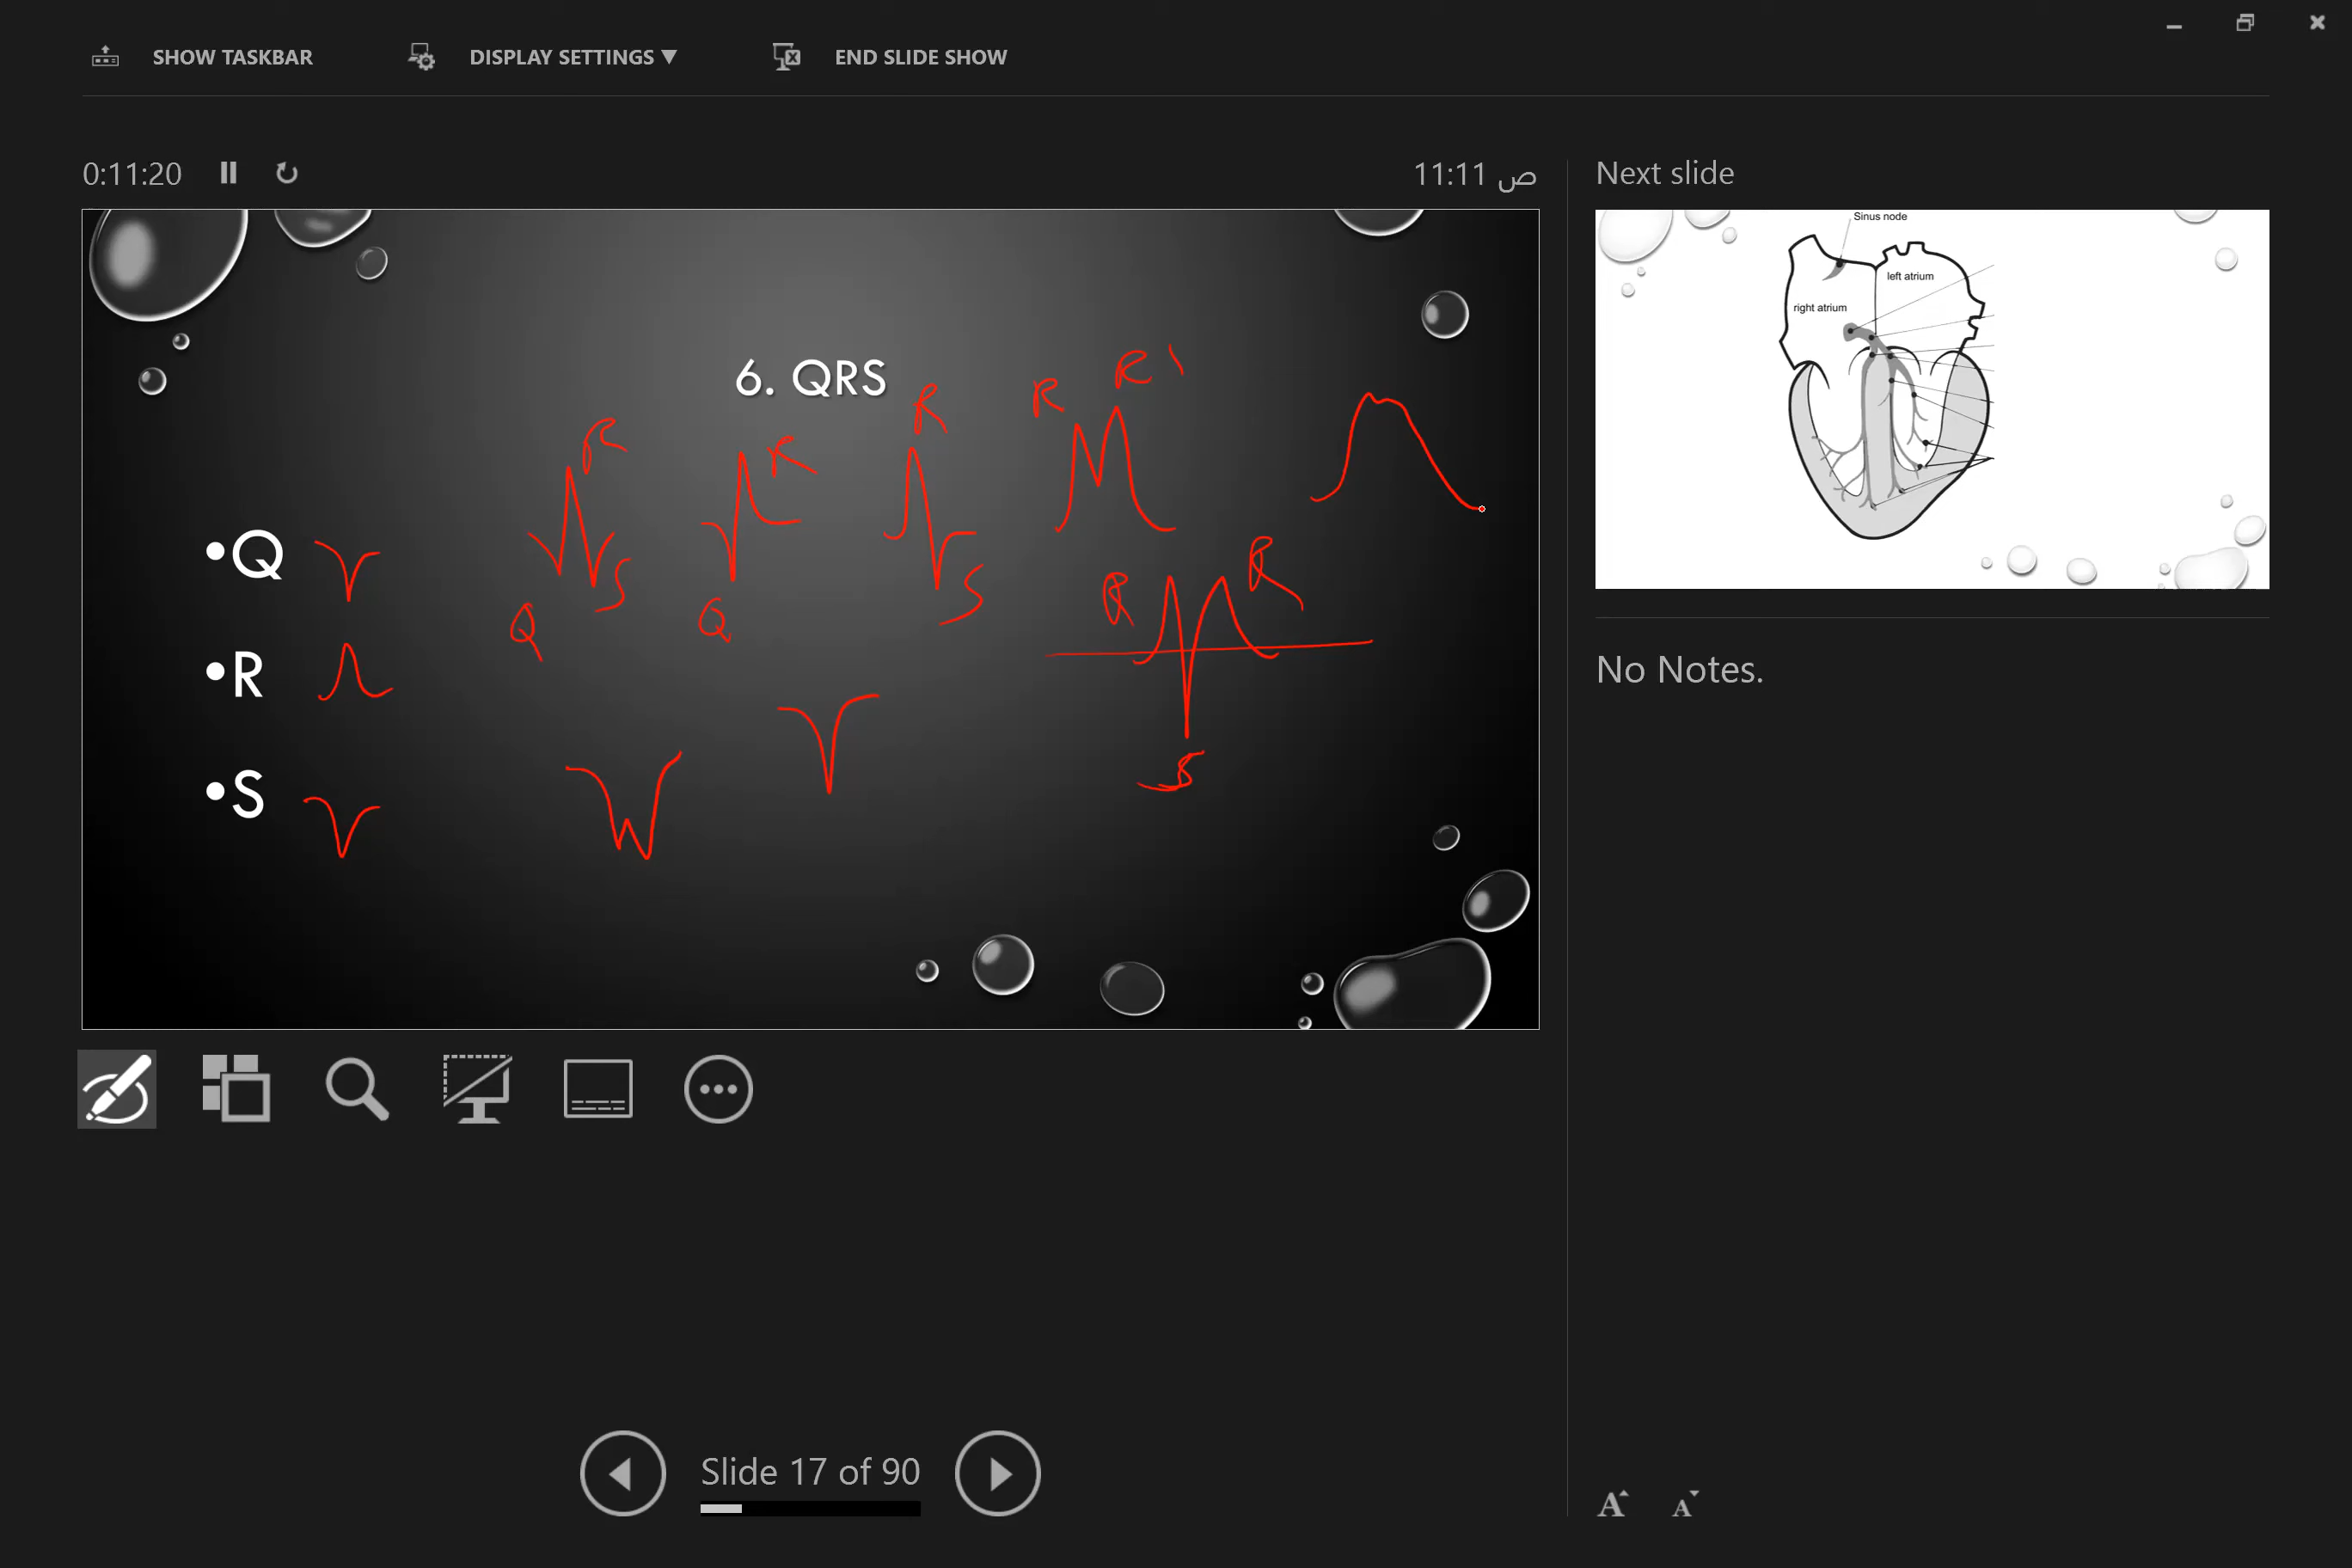 SHOW TASKBAR DISPLAY SETTINGS ▼ END SLIDE SHOW
0:11:20
11:11 ص
Next slide
Sinus node
left atrium
right atrium
6. QRS
R
R
R
R
R'
•Q
Q
S
Q
S
R
R
•R
•S
S
No Notes.
Slide 17 of 90
A A